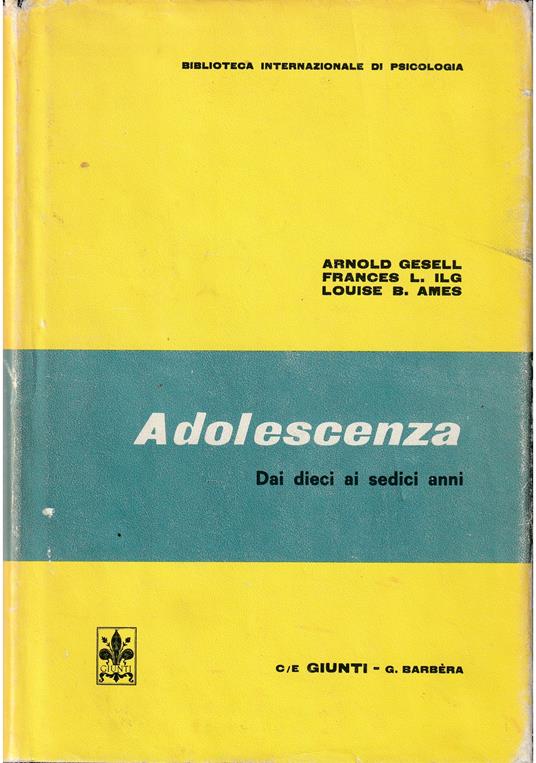 BIBLIOTECA INTERNAZIONALE DI PSICOLOGIA
ARNOLD GESELL
FRANCES L. ILG
LOUISE B. AMES
Adolescenza
Dai dieci ai sedici anni
GIUNTI
C/E GIUNTI - G. BARBÈRA